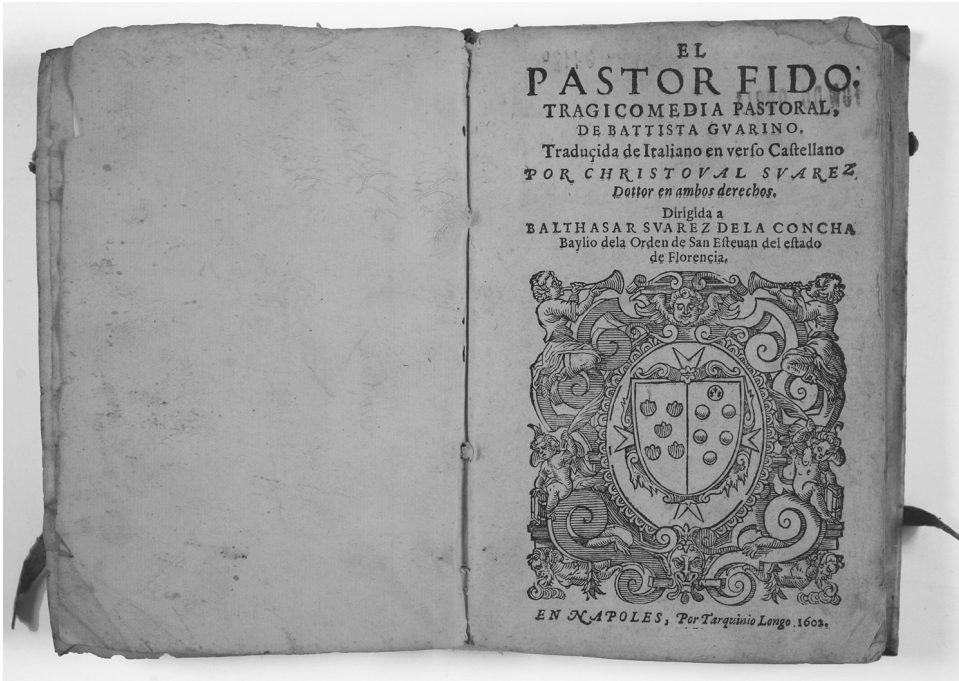 EL
PASTOR FIDO:
TRAGICOMEDIA PASTORAL,
DE BATTISTA GVARINO.
Traduçida de Italiano en verſo Caſtellano
POR CHRISTOVAL SVAREZ,
Dottor en ambos derechos.
Dirigida a
BALTHASAR SVAREZ DELA CONCHA
Baylio dela Orden de San Eſteuan del eſtado
de Florençia.
EN NAPOLES, Por Tarquinio Longo .1602.